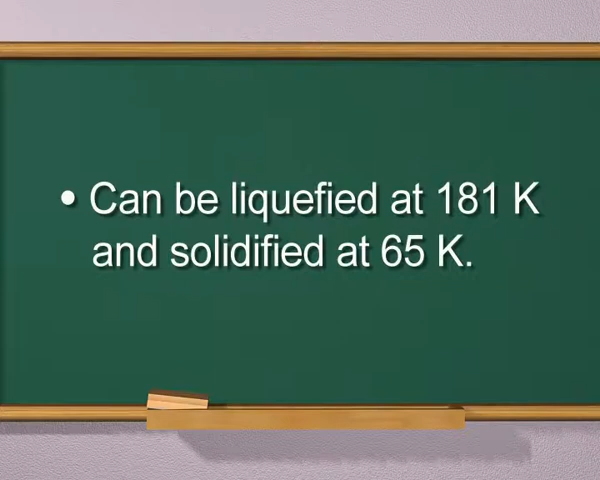 • Can be liquefied at 181 K
and solidified at 65 K.